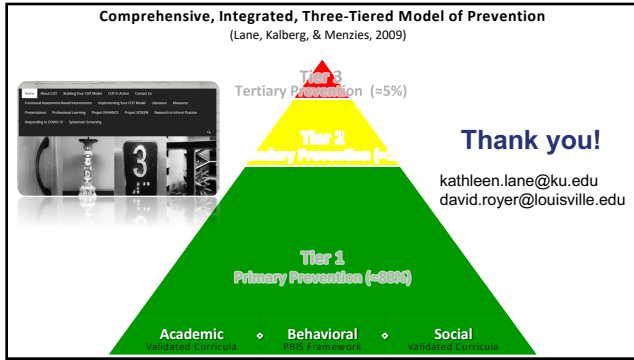 Comprehensive, Integrated, Three-Tiered Model of Prevention
(Lane, Kalberg, & Menzies, 2009)
Tier 3
Tertiary Prevention (≈5%)
Home About CI3T Building Your CI3T Model CI3T in Action Contact Us
Functional Assessment-Based Interventions Implementing Your CI3T Model Literature Measures
Presentations Professional Learning Project ENHANCE Project SCREEN Research to Inform Practice
Responding to COVID-19 Systematic Screening
3
Tier 2
Prevention
Thank you!
kathleen.lane@ku.edu
david.royer@louisville.edu
Tier 1
Primary Prevention (≈80%)
Academic ⋄ Behavioral ⋄ Social
Validated Curricula PBIS Framework Validated Curricula